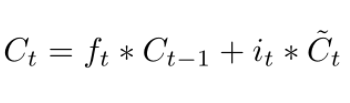 C_t = f_t * C_{t-1} + i_t * \tilde{C}_t